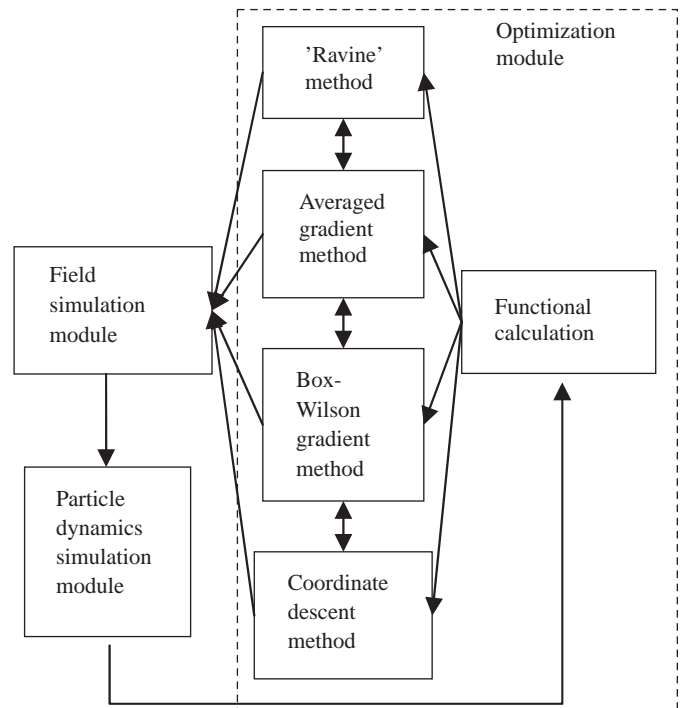 Optimization
module
’Ravine’
method
Averaged
gradient
method
Field
simulation
module
Functional
calculation
Box-
Wilson
gradient
method
Particle
dynamics
simulation
module
Coordinate
descent
method